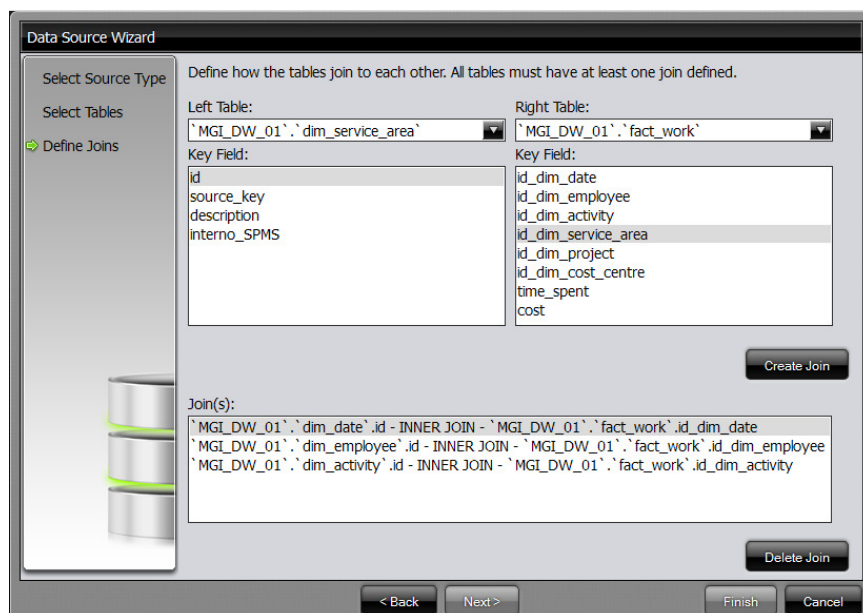 Data Source Wizard
Select Source Type
Select Tables
Define Joins
Define how the tables join to each other. All tables must have at least one join defined.
Left Table:
`MGI_DW_01`.`dim_service_area`
Key Field:
id
source_key
description
interno_SPMS
Right Table:
`MGI_DW_01`.`fact_work`
Key Field:
id_dim_date
id_dim_employee
id_dim_activity
id_dim_service_area
id_dim_project
id_dim_cost_centre
time_spent
cost
Create Join
Join(s):
`MGI_DW_01`.`dim_date`.id - INNER JOIN - `MGI_DW_01`.`fact_work`.id_dim_date
`MGI_DW_01`.`dim_employee`.id - INNER JOIN - `MGI_DW_01`.`fact_work`.id_dim_employee
`MGI_DW_01`.`dim_activity`.id - INNER JOIN - `MGI_DW_01`.`fact_work`.id_dim_activity
Delete Join
< Back
Next >
Finish
Cancel